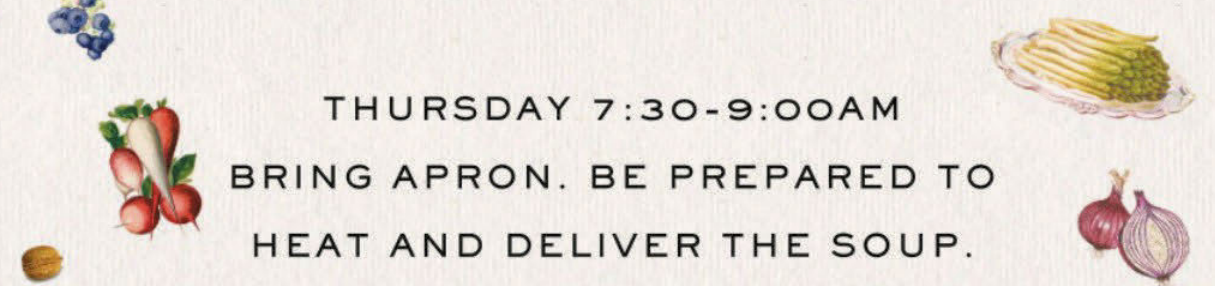 THURSDAY 7:30-9:00AM
BRING APRON. BE PREPARED TO
HEAT AND DELIVER THE SOUP.